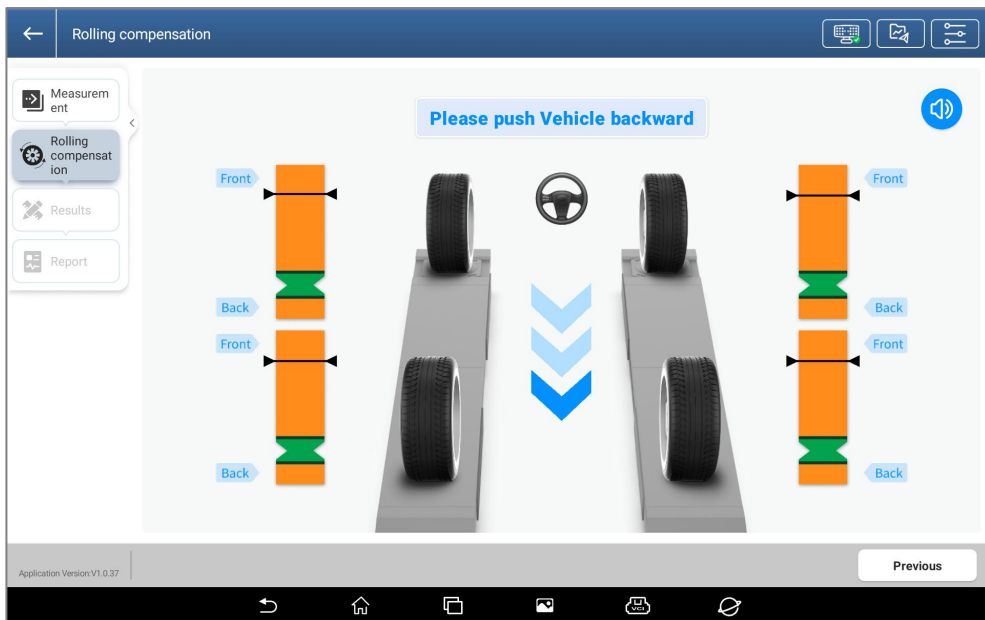 Rolling compensation
Measurem
ent
Rolling
compensat
ion
Results
Report
Please push Vehicle backward
Front
Front
Back
Back
Front
Front
Back
Back
Application Version:V1.0.37
Previous
VCI